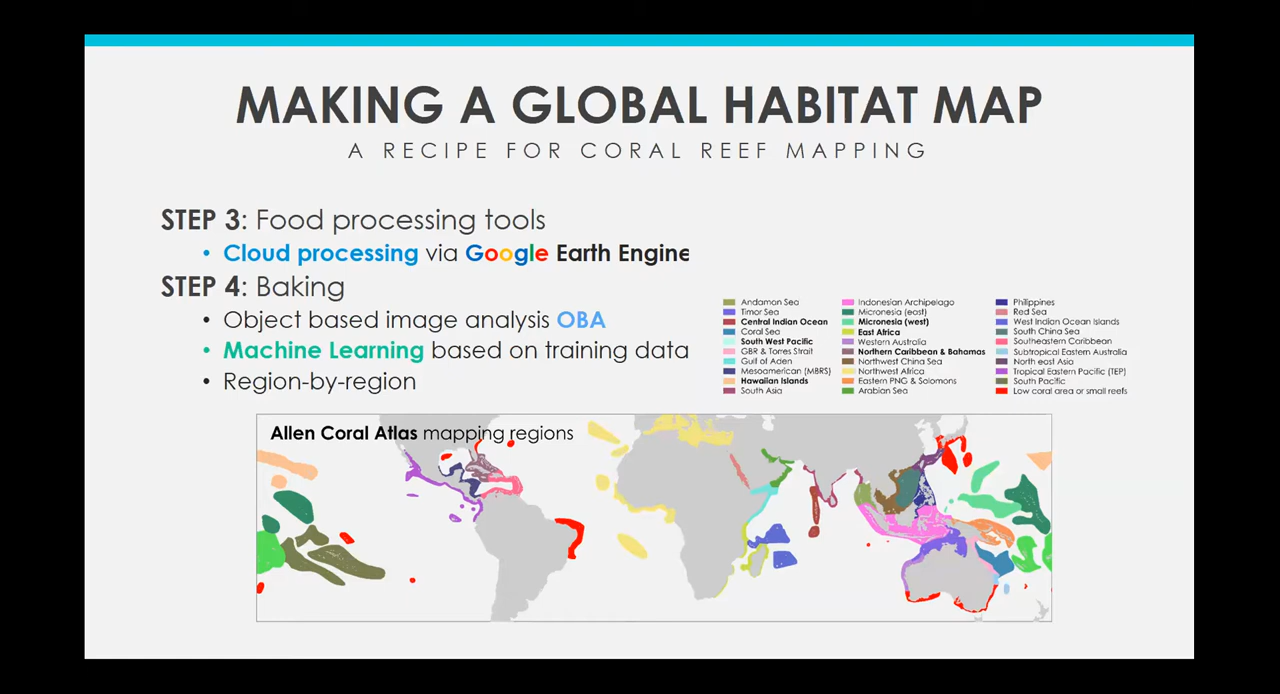 MAKING A GLOBAL HABITAT MAP
A RECIPE FOR CORAL REEF MAPPING
STEP 3: Food processing tools
• Cloud processing via Google Earth Engine
STEP 4: Baking
• Object based image analysis OBA
• Machine Learning based on training data
• Region-by-region
Andaman Sea
Timor Sea
Central Indian Ocean
Coral Sea
South West Pacific
GBR & Torres Strait
Gulf of Aden
Mesoamerican (MBRS)
Hawaiian Islands
South Asia
Indonesian Archipelago
Micronesia (east)
Micronesia (west)
East Africa
Western Australia
Northern Caribbean & Bahamas
Northwest China Sea
Northwest Africa
Eastern PNG & Solomons
Arabian Sea
Philippines
Red Sea
West Indian Ocean Islands
South China Sea
Southeastern Caribbean
Subtropical Eastern Australia
North east Asia
Tropical Eastern Pacific (TEP)
South Pacific
Low coral area or small reefs
Allen Coral Atlas mapping regions